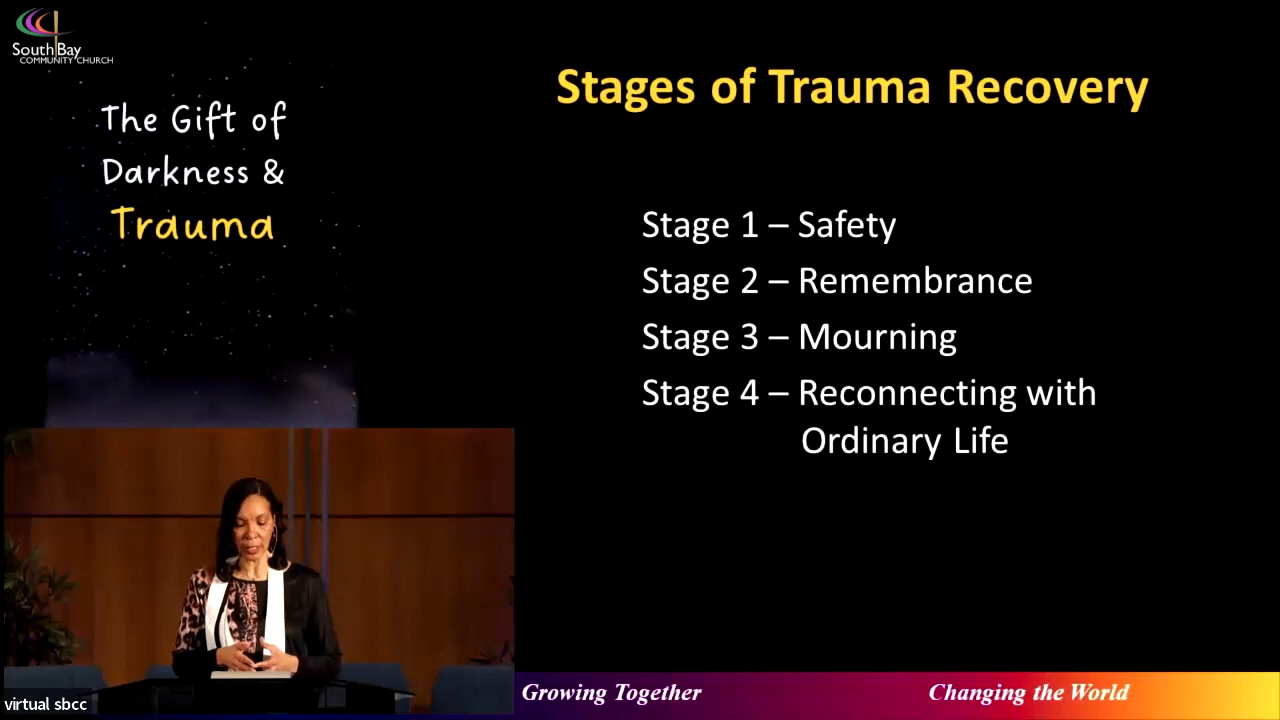 South Bay
COMMUNITY CHURCH
The Gift of
Darkness &
Trauma
Stages of Trauma Recovery
Stage 1 – Safety
Stage 2 – Remembrance
Stage 3 – Mourning
Stage 4 – Reconnecting with
Ordinary Life
virtual sbcc
Growing Together
Changing the World